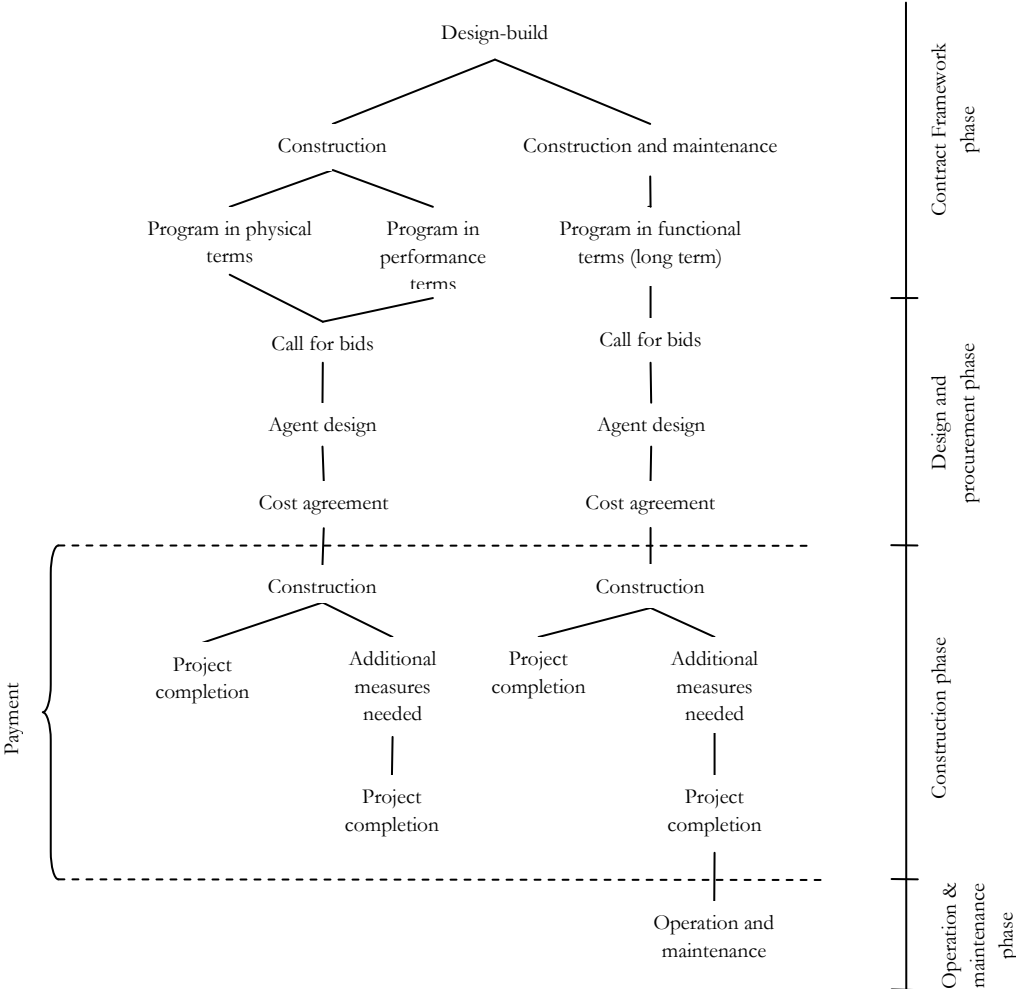 Design-build
Construction
Construction and maintenance
Program in physical
terms
Program in
performance
terms
Program in functional
terms (long term)
Call for bids
Call for bids
Agent design
Agent design
Cost agreement
Cost agreement
Construction
Construction
Project
completion
Additional
measures
needed
Project
completion
Additional
measures
needed
Project
completion
Project
completion
Operation and
maintenance
Payment
Contract Framework
phase
Design and
procurement phase
Construction phase
Operation &
maintenance
phase